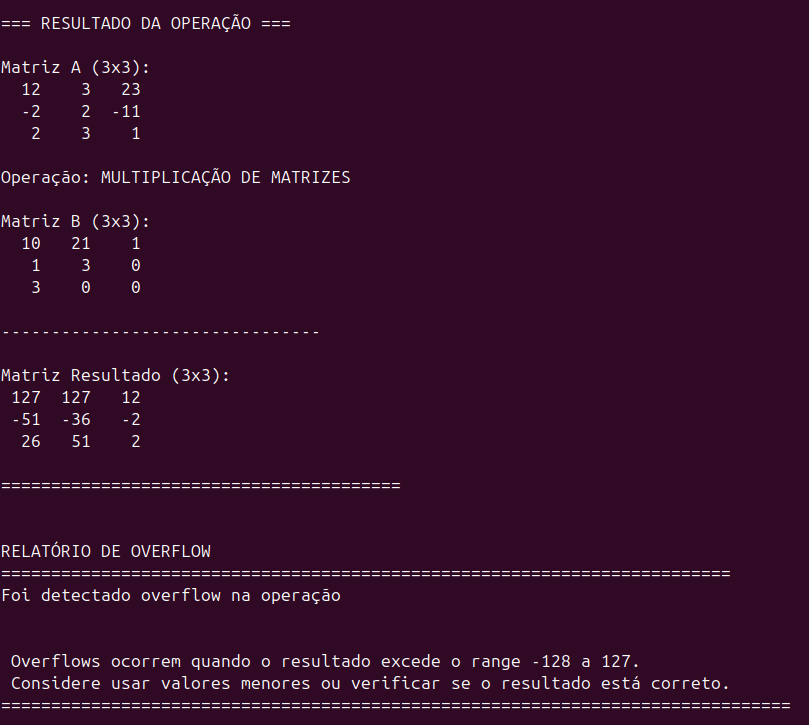 === RESULTADO DA OPERAÇÃO ===
Matriz A (3x3):
12 3 23
-2 2 -11
2 3 1
Operação: MULTIPLICAÇÃO DE MATRIZES
Matriz B (3x3):
10 21 1
1 3 0
3 0 0
--------------------------------
Matriz Resultado (3x3):
127 127 12
-51 -36 -2
26 51 2
========================================
RELATÓRIO DE OVERFLOW
=========================================================================
Foi detectado overflow na operação
Overflows ocorrem quando o resultado excede o range -128 a 127.
Considere usar valores menores ou verificar se o resultado está correto.
===============================================================================